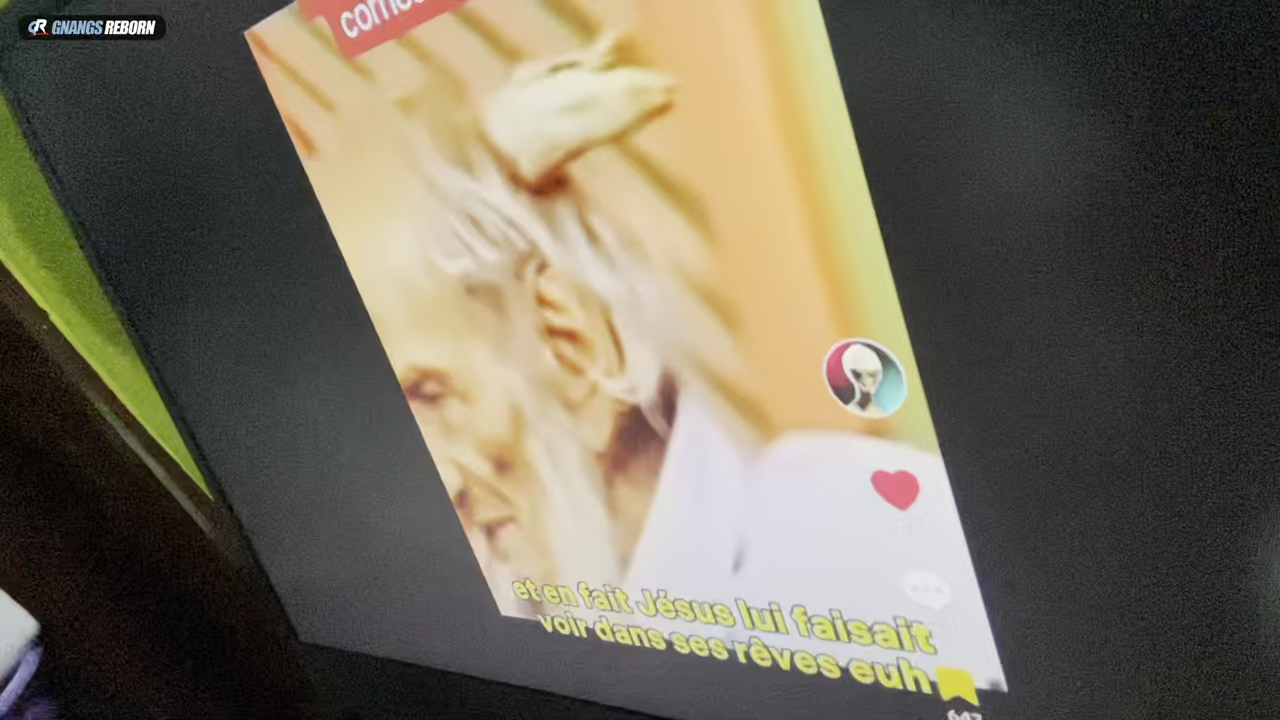 GNANGS REBORN
et en fait Jésus lui faisait
voir dans ses rêves euh